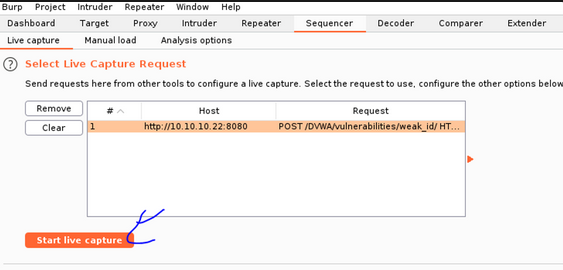 Burp Project Intruder Repeater Window Help
Dashboard Target Proxy Intruder Repeater Sequencer Decoder Comparer Extender
Live capture Manual load Analysis options
? Select Live Capture Request
Send requests here from other tools to configure a live capture. Select the request to use, configure the other options below
Remove
Clear
# Host Request
1 http://10.10.10.22:8080 POST /DVWA/vulnerabilities/weak_id/ HT...
Start live capture